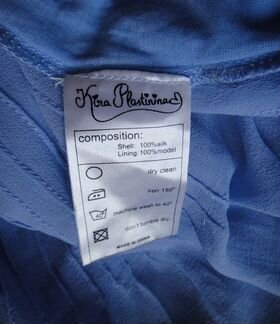 Kira Plastinina
composition:
Shell: 100%silk
Lining: 100%model
dry clean
iron 150°
machine wash to 40°
don't tumble dry.
MADE IN CHINA